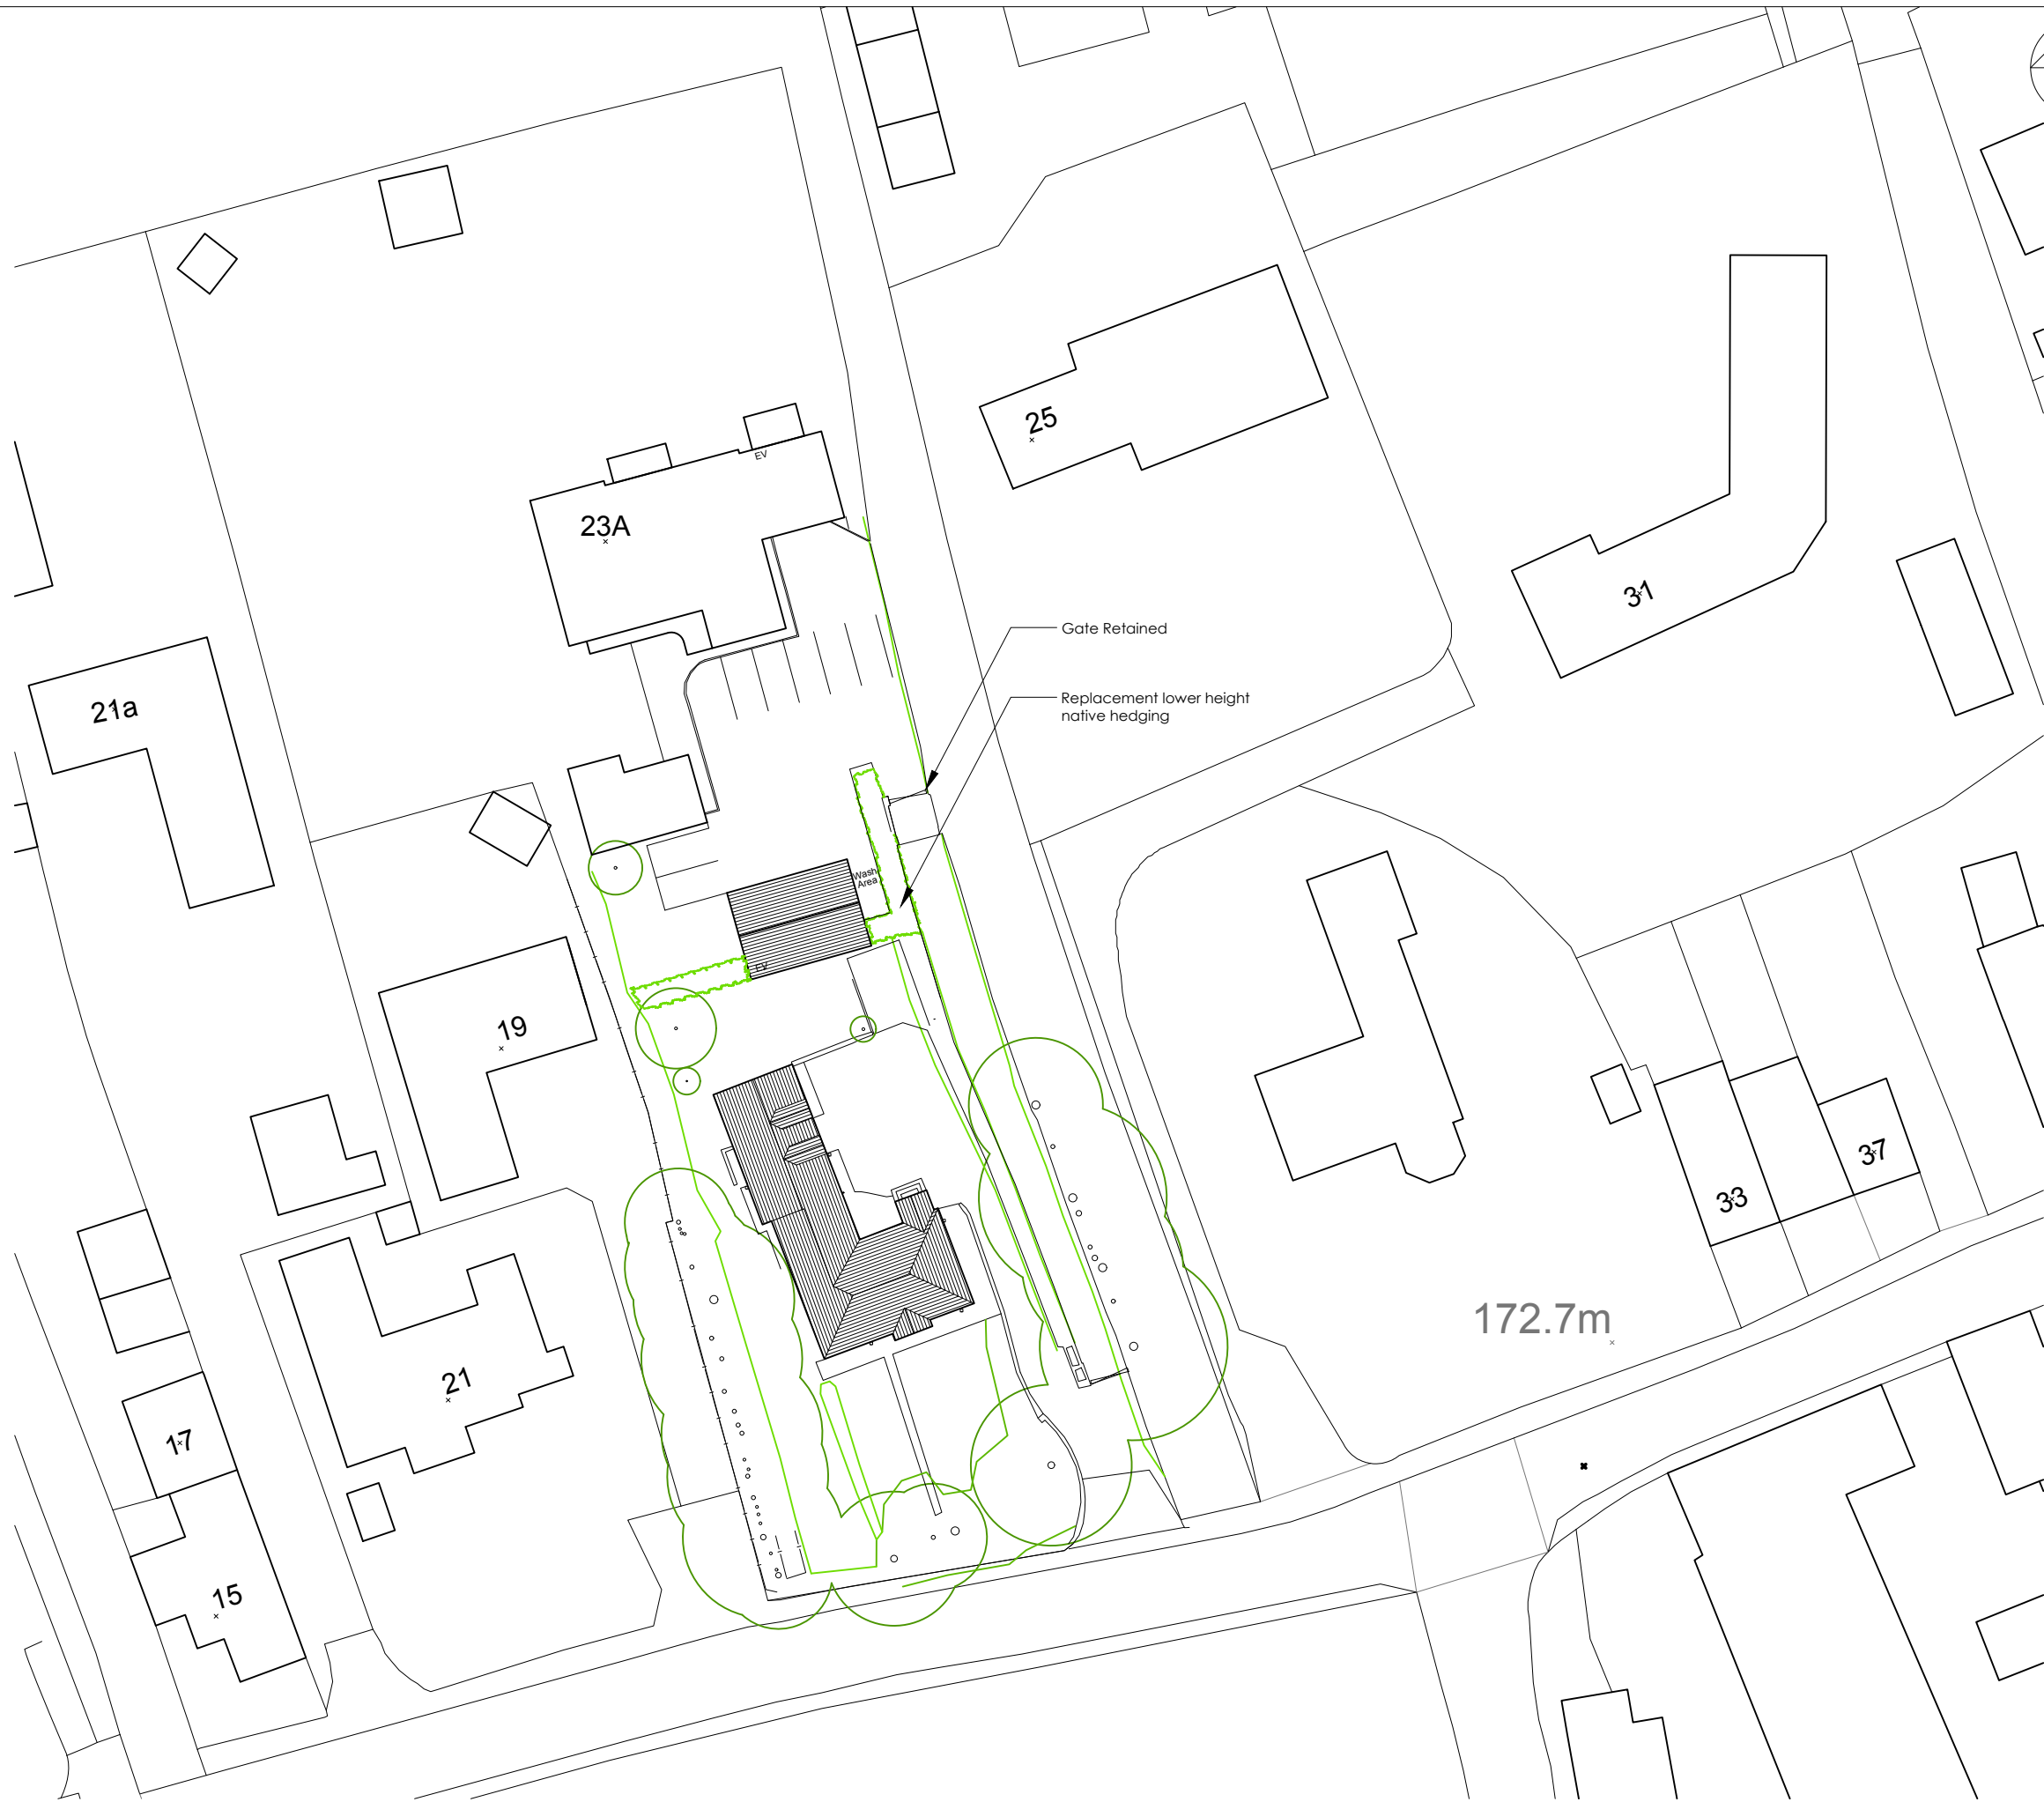 25
EV
23A
31
Gate Retained
21a
Replacement lower height
native hedging
Wash
Area
EV
19
37
33
172.7m
21
17
15